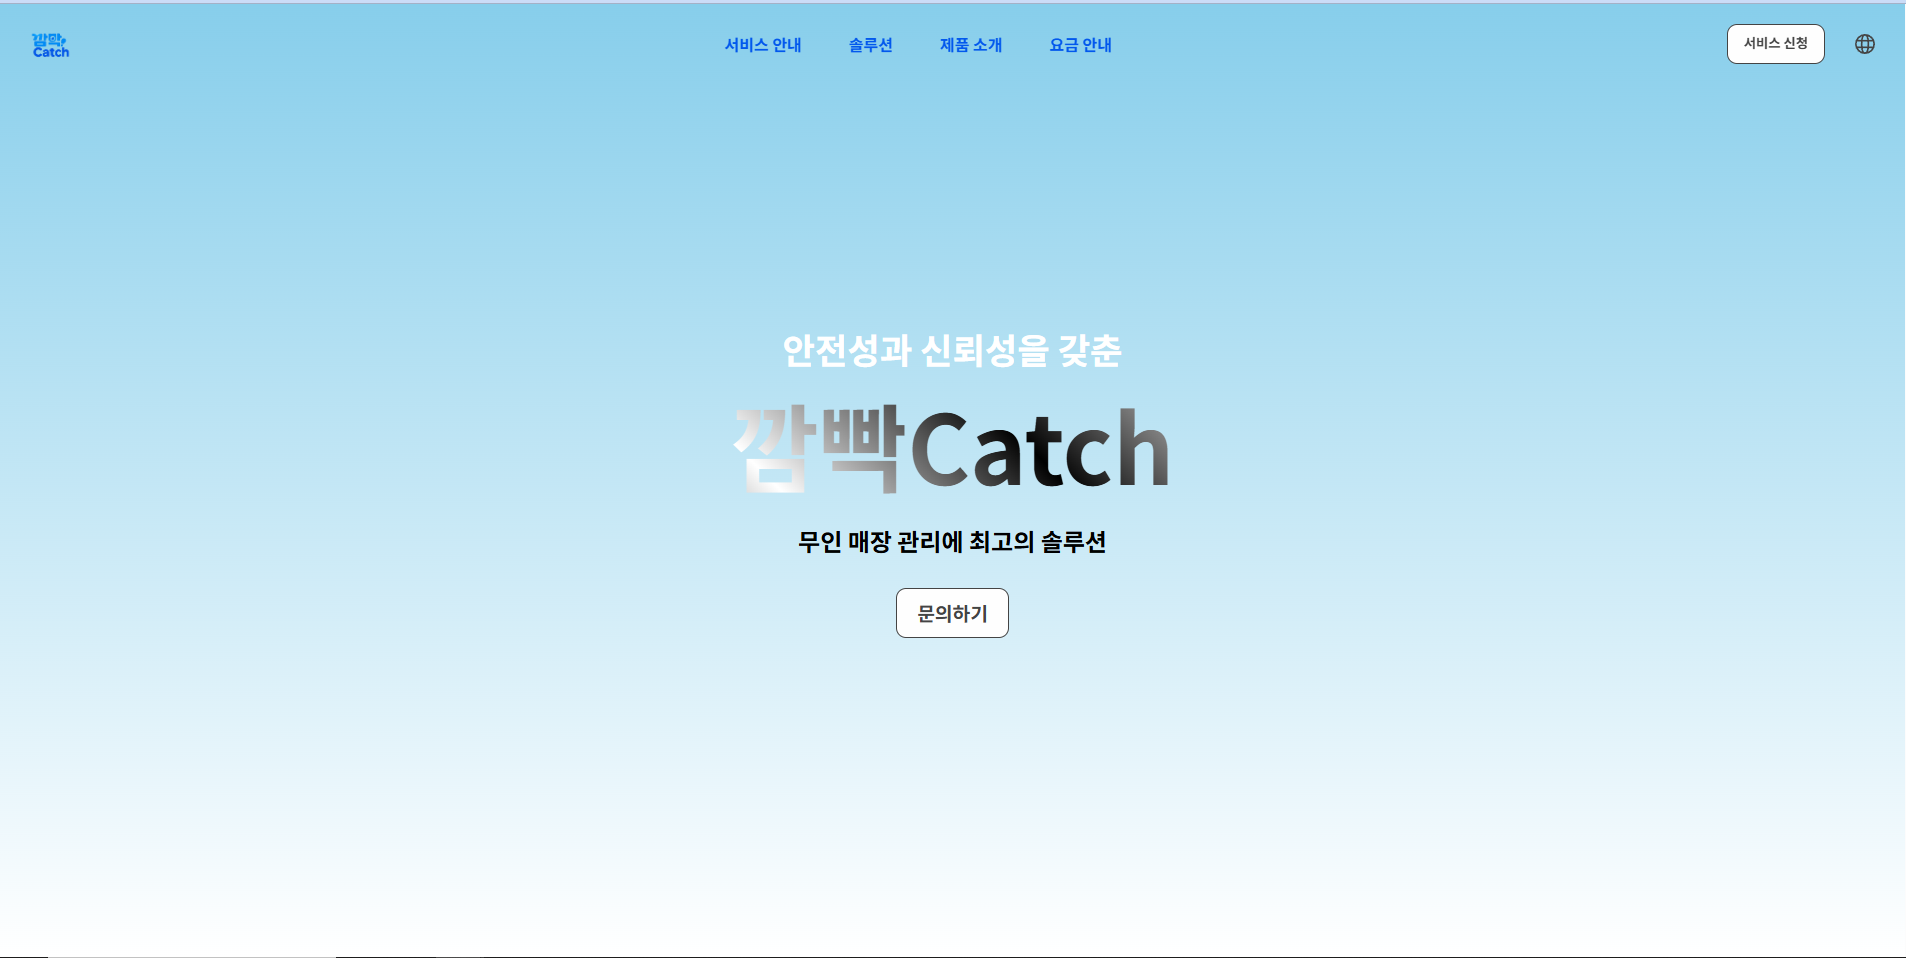 깜빡
Catch
서비스 안내
솔루션
제품 소개
요금 안내
서비스 신청
안전성과 신뢰성을 갖춘
깜빡Catch
무인 매장 관리에 최고의 솔루션
문의하기